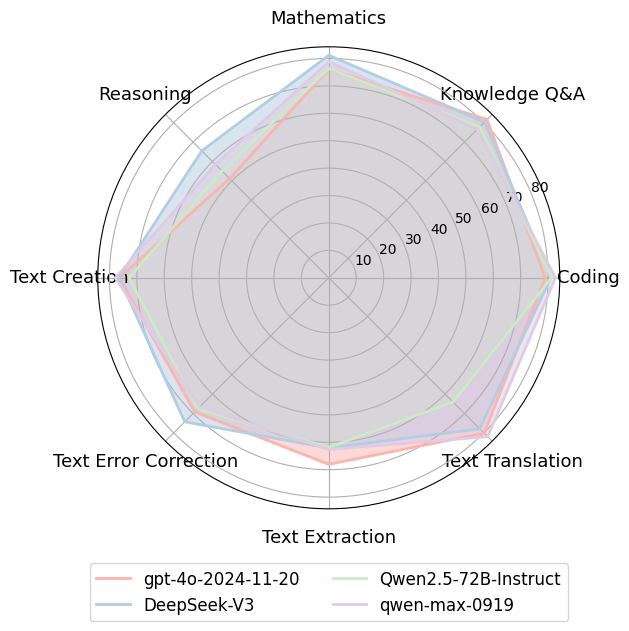 Mathematics
Reasoning
Knowledge Q&A
80
70
60
50
40
30
20
10
Text Creation
Coding
Text Error Correction
Text Translation
Text Extraction
gpt-4o-2024-11-20
Qwen2.5-72B-Instruct
DeepSeek-V3
qwen-max-0919